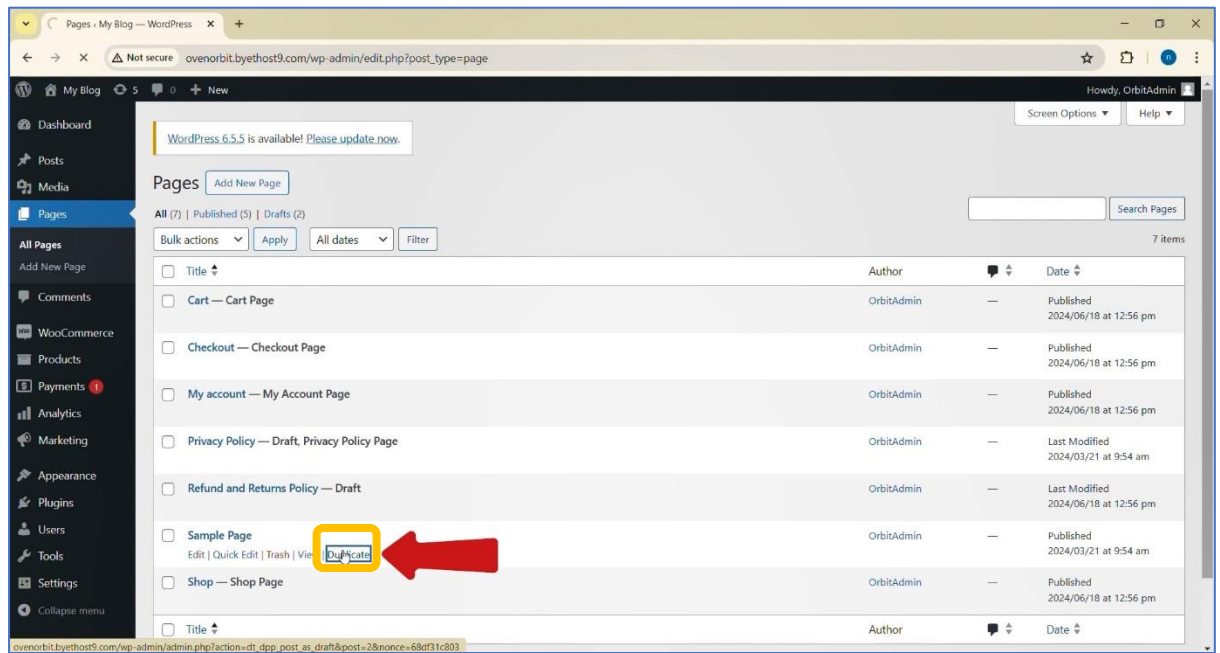 Pages ‹ My Blog — WordPress
Not secure ovenorbit.byethost9.com/wp-admin/edit.php?post_type=page
n
My Blog 5 0 + New Howdy, OrbitAdmin
Screen Options ▼ Help ▼
Dashboard
Posts
Media
Pages
All Pages
Add New Page
Comments
Woo WooCommerce
Products
Payments 1
Analytics
Marketing
Appearance
Plugins
Users
Tools
Settings
Collapse menu
WordPress 6.5.5 is available! Please update now.
Pages Add New Page
All (7) | Published (5) | Drafts (2)
Search Pages
Bulk actions Apply All dates Filter 7 items
Title Author Date
Cart — Cart Page OrbitAdmin — Published
2024/06/18 at 12:56 pm
Checkout — Checkout Page OrbitAdmin — Published
2024/06/18 at 12:56 pm
My account — My Account Page OrbitAdmin — Published
2024/06/18 at 12:56 pm
Privacy Policy — Draft, Privacy Policy Page OrbitAdmin — Last Modified
2024/03/21 at 9:54 am
Refund and Returns Policy — Draft OrbitAdmin — Last Modified
2024/06/18 at 12:56 pm
Sample Page OrbitAdmin — Published
Edit | Quick Edit | Trash | Vie | Duplicate 2024/03/21 at 9:54 am
Shop — Shop Page OrbitAdmin — Published
2024/06/18 at 12:56 pm
Title Author Date
ovenorbit.byethost9.com/wp-admin/admin.php?action=dt_dpp_post_as_draft&post=2&nonce=68df31c803